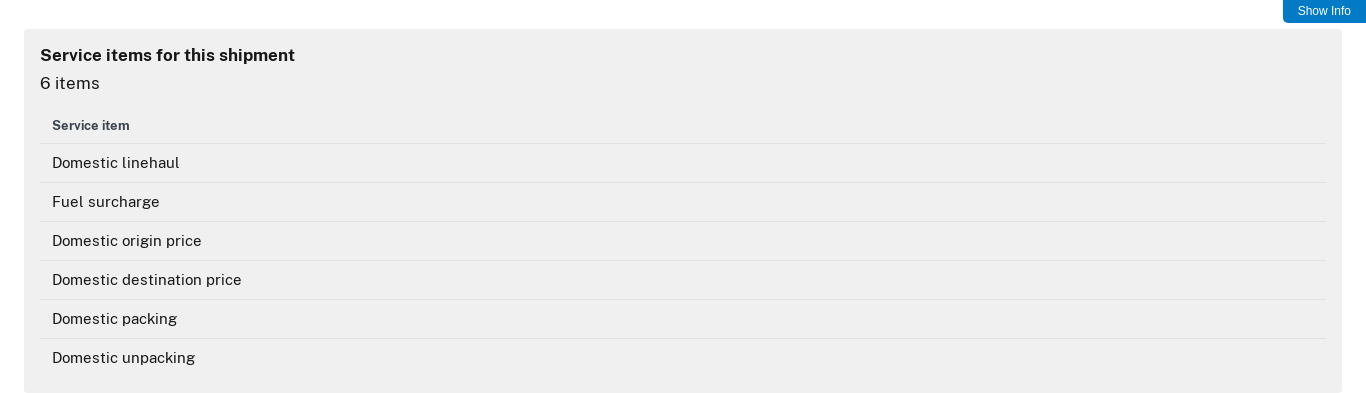 Show Info
Service items for this shipment
6 items
Service item
Domestic linehaul
Fuel surcharge
Domestic origin price
Domestic destination price
Domestic packing
Domestic unpacking